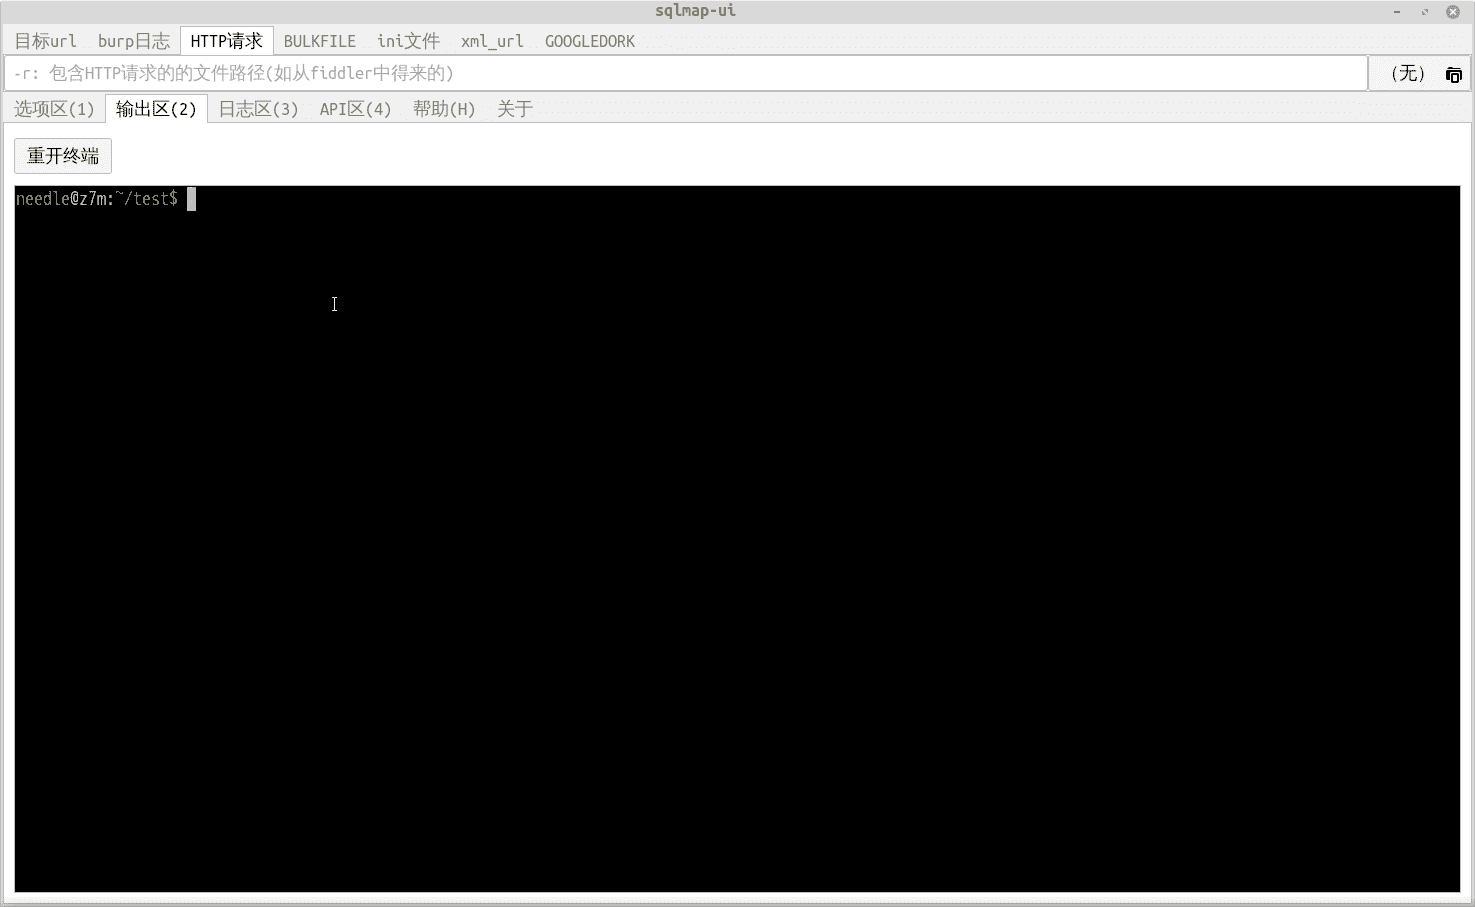 sqlmap-ui
目标url burp日志 HTTP请求 BULKFILE ini文件 xml_url GOOGLEDORK
-r: 包含HTTP请求的的文件路径(如从fiddler中得来的) (无)
选项区(1) 输出区(2) 日志区(3) API区(4) 帮助(H) 关于
重开终端
needle@z7m:~/test$